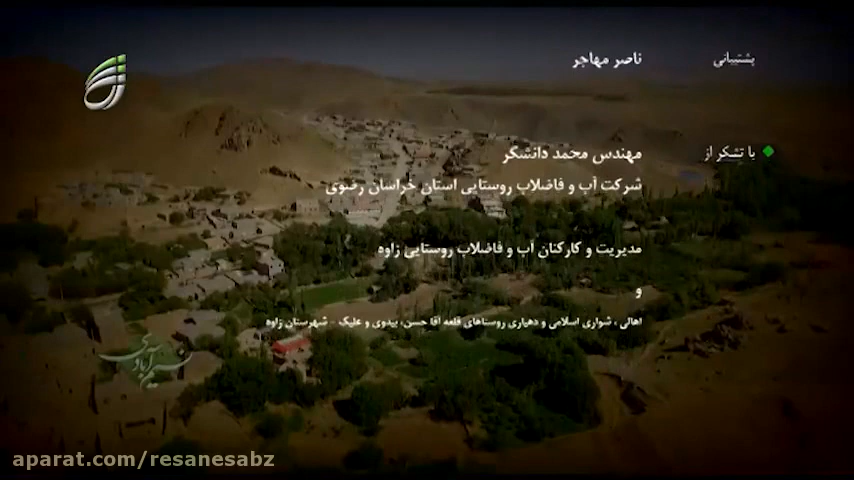 پشتیبانی ناصر مهاجر
با تشکر از مهندس محمد دانشگر
شرکت آب و فاضلاب روستایی استان خراسان رضوی
مدیریت و کارکنان آب و فاضلاب روستایی زاوه
و
اهالی ، شورای اسلامی و دهیاری روستاهای قلعه آقا حسن، بیدوی و علیک - شهرستان زاوه
aparat.com/resanesabz